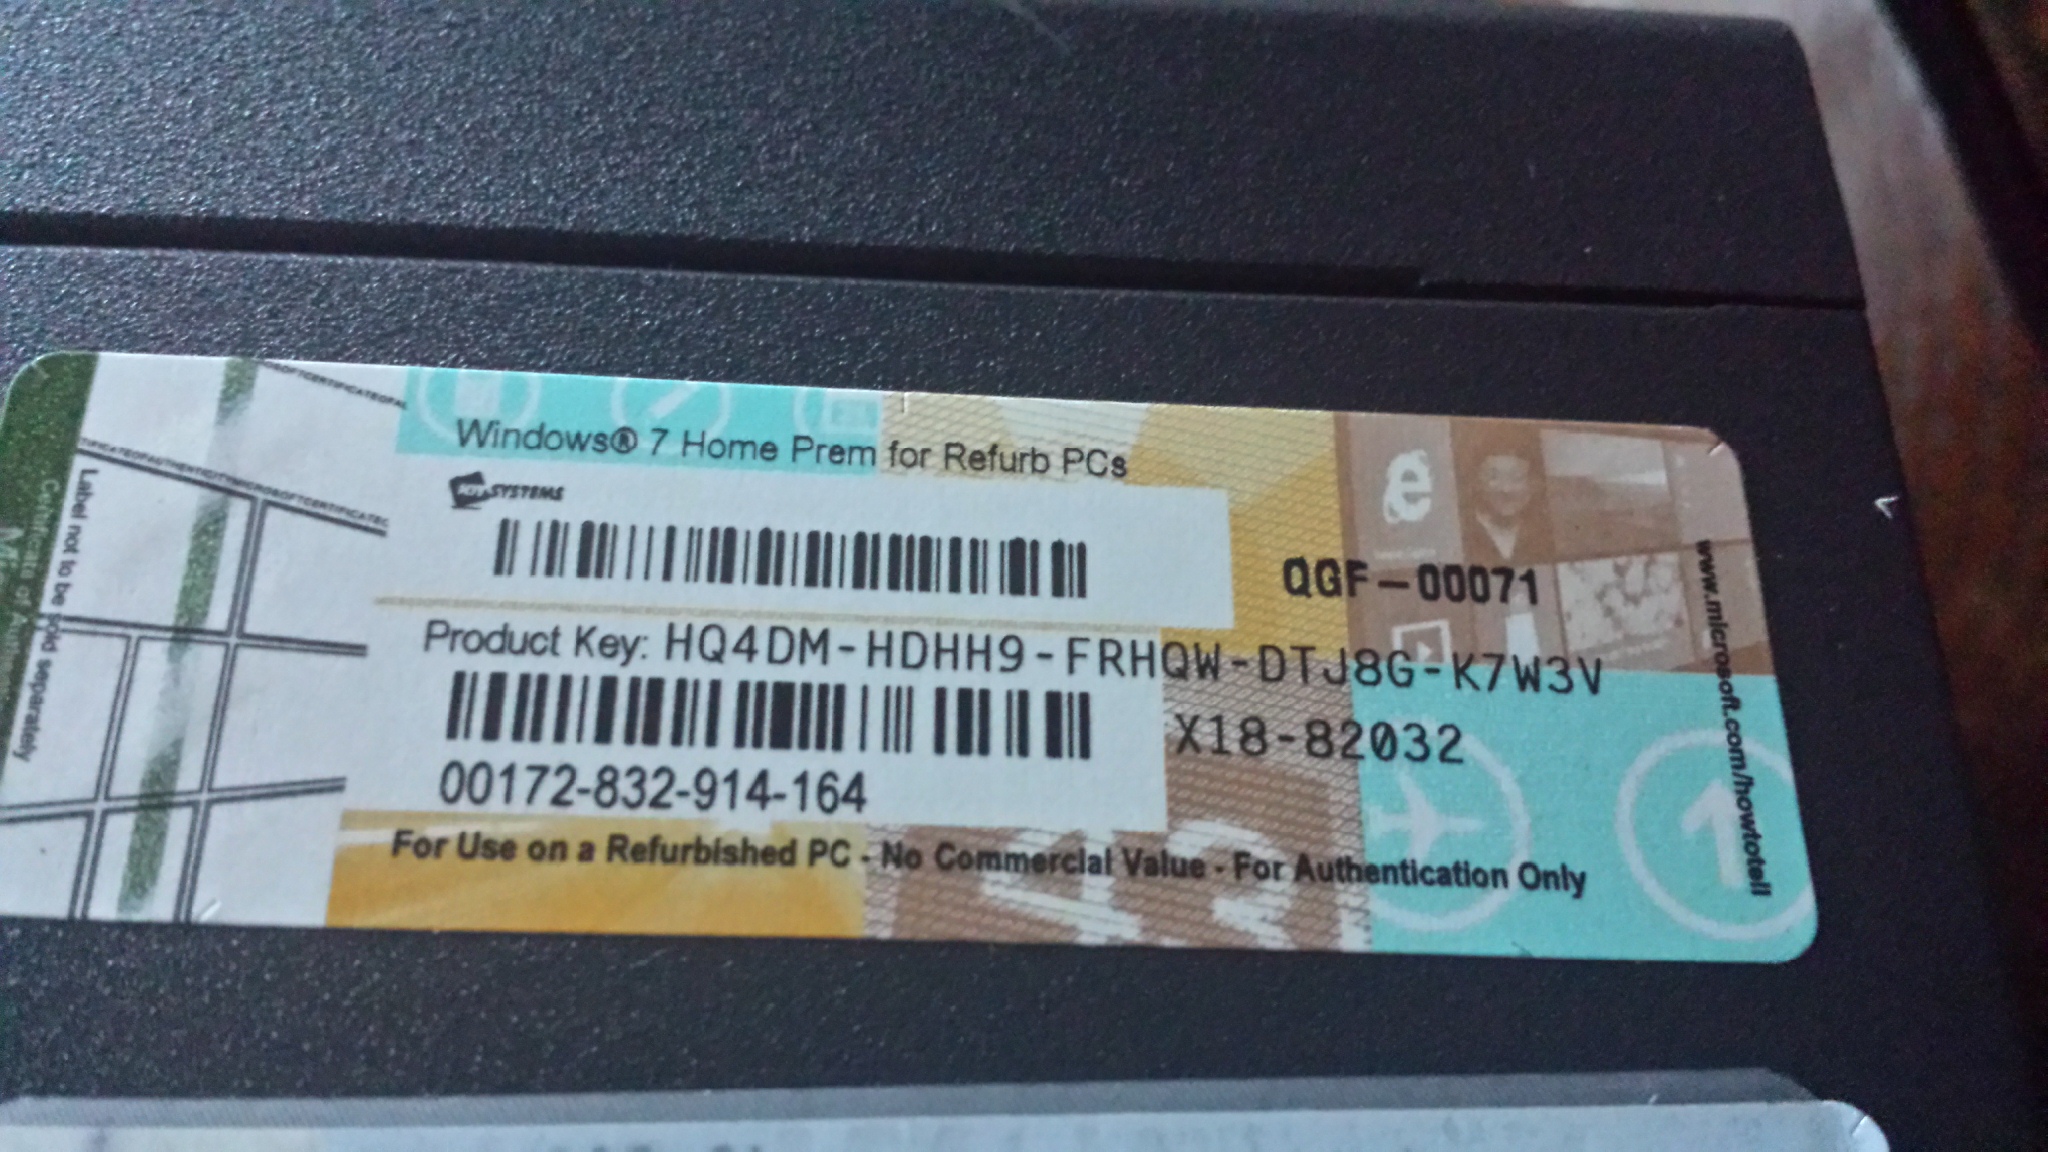 Windows® 7 Home Prem for Refurb PCs
SYSTEMS
QGF-00071
Product Key: HQ4DM-HDHH9-FRHQW-DTJ8G-K7W3V
X18-82032
00172-832-914-164
For Use on a Refurbished PC - No Commercial Value - For Authentication Only
www.microsoft.com/howtotell
Label not to be sold separately